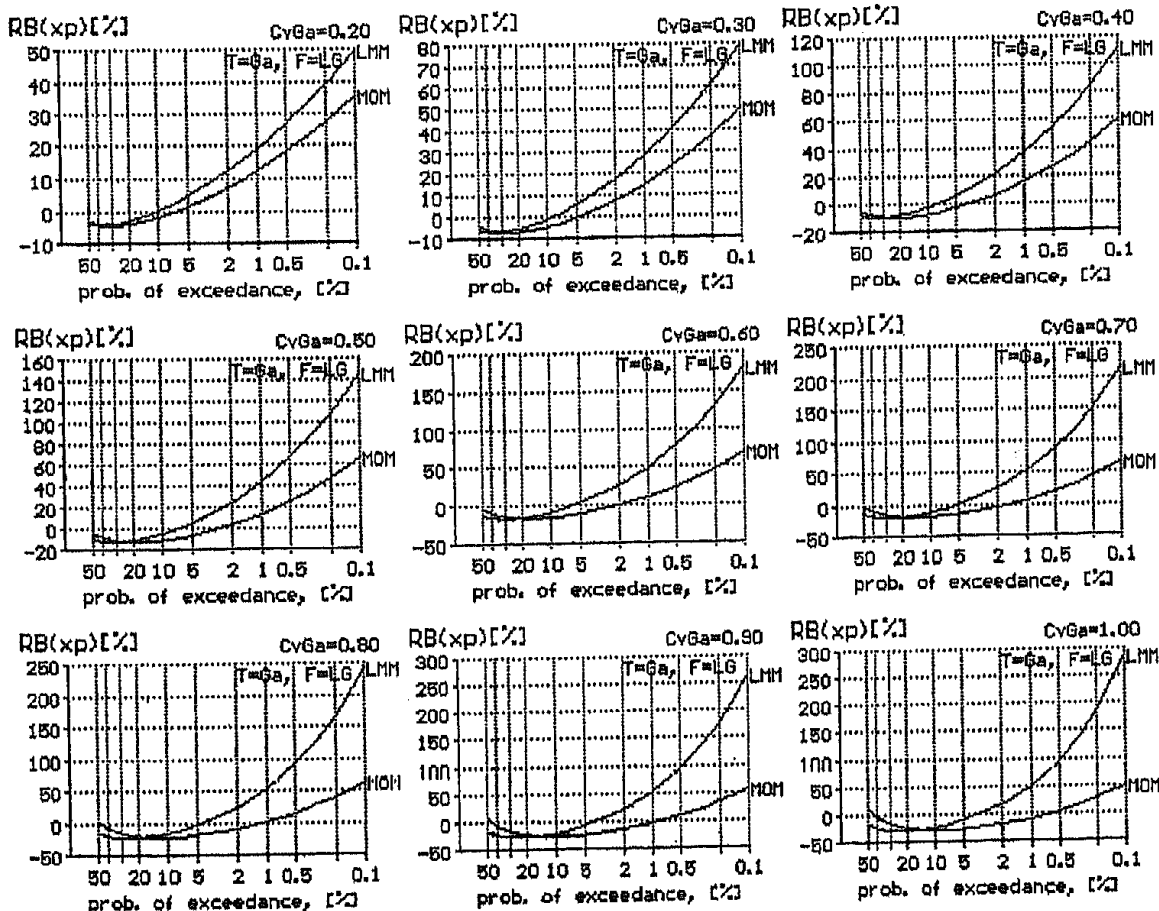 RB(xp)[%] CvGa=0.20
50 T=Ga, F=LG LMM
40
MOM
30
20
10
0
-10
50 20 10 5 2 1 0.5 0.1
prob. of exceedance, [%]
RB(xp)[%] CvGa=0.30
80 T=Ga, F=LG LMM
70
60
50 MOM
40
30
20
10
0
-10
50 20 10 5 2 1 0.5 0.1
prob. of exceedance, [%]
RB(xp)[%] CvGa=0.40
120 T=Ga, F=LG LMM
100
80
60 MOM
40
20
0
-20
50 20 10 5 2 1 0.5 0.1
prob. of exceedance, [%]
RB(xp)[%] CvGa=0.50
160 T=Ga, F=LG LMM
140
120
100
80
60 MOM
40
20
0
-20
50 20 10 5 2 1 0.5 0.1
prob. of exceedance, [%]
RB(xp)[%] CvGa=0.60
200 T=Ga, F=LG LMM
150
100
50 MOM
0
-50
50 20 10 5 2 1 0.5 0.1
prob. of exceedance, [%]
RB(xp)[%] CvGa=0.70
250 T=Ga, F=LG LMM
200
150
100
50 MOM
0
-50
50 20 10 5 2 1 0.5 0.1
prob. of exceedance, [%]
RB(xp)[%] CvGa=0.80
250 T=Ga, F=LG LMM
200
150
100
50 MOM
0
-50
50 20 10 5 2 1 0.5 0.1
prob. of exceedance, [%]
RB(xp)[%] CvGa=0.90
300 T=Ga, F=LG LMM
250
200
150
100
50 MOM
0
-50
50 20 10 5 2 1 0.5 0.1
prob. of exceedance, [%]
RB(xp)[%] CvGa=1.00
300 T=Ga, F=LG LMM
250
200
150
100
50 MOM
0
-50
50 20 10 5 2 1 0.5 0.1
prob. of exceedance, [%]